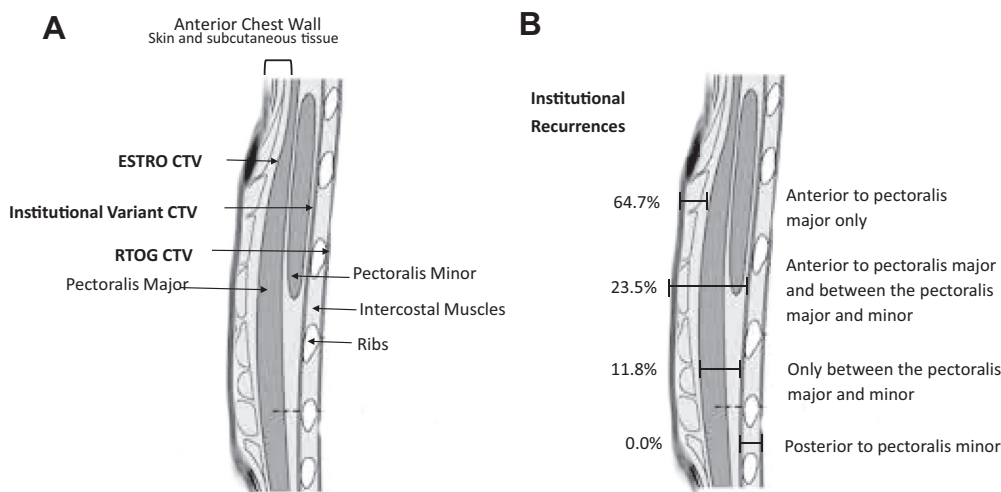 A
Anterior Chest Wall
Skin and subcutaneous tissue
ESTRO CTV
Institutional Variant CTV
RTOG CTV
Pectoralis Major
Pectoralis Minor
Intercostal Muscles
Ribs
B
Institutional
Recurrences
64.7%
Anterior to pectoralis
major only
23.5%
Anterior to pectoralis major
and between the pectoralis
major and minor
11.8%
Only between the pectoralis
major and minor
0.0%
Posterior to pectoralis minor